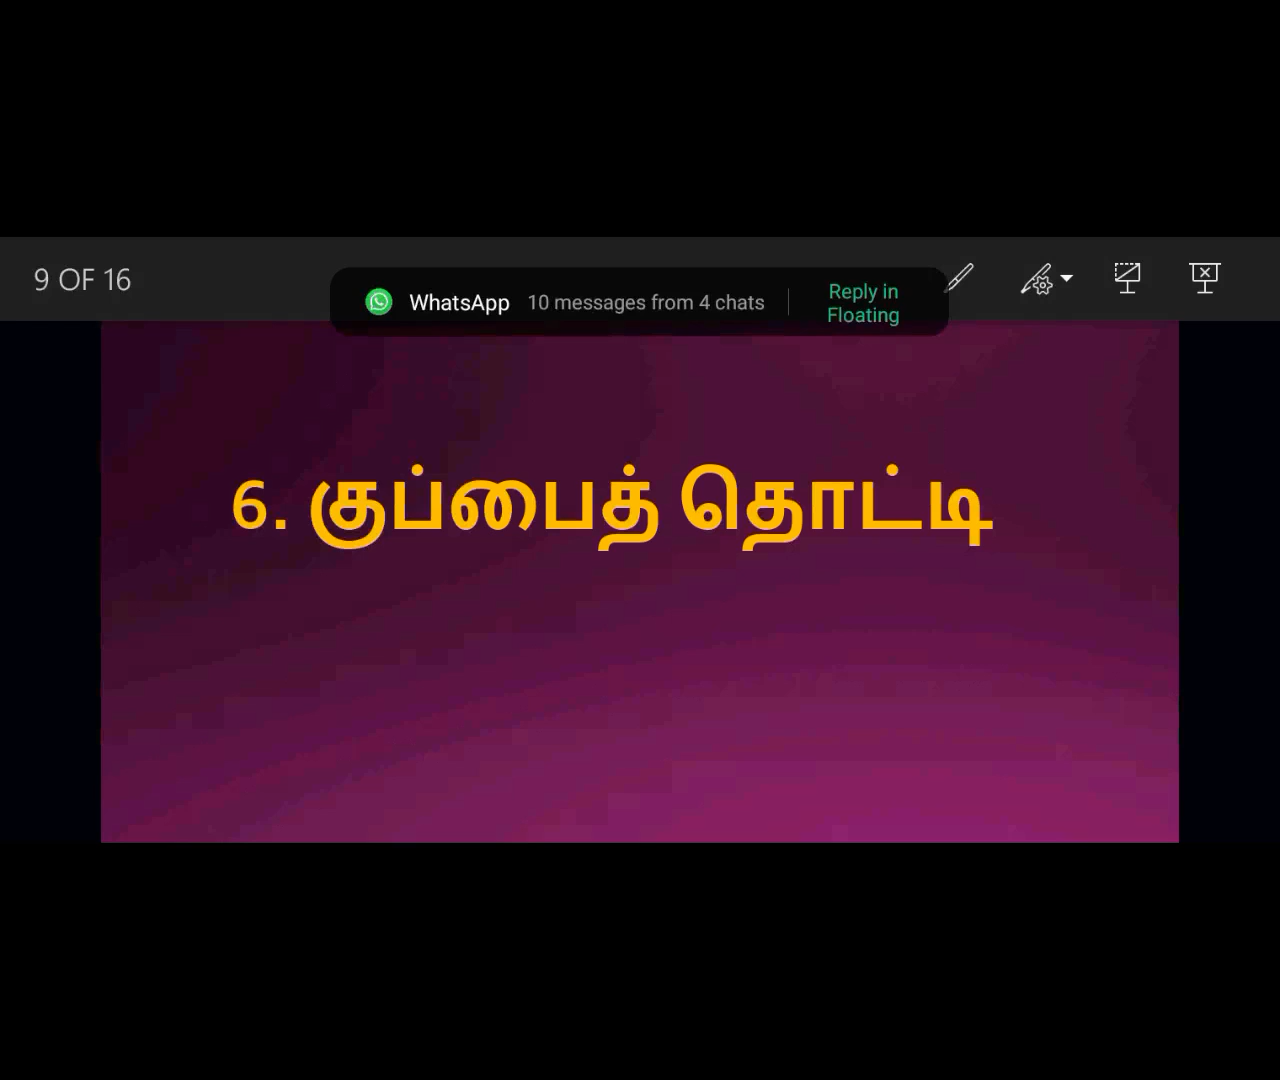 9 OF 16
WhatsApp 10 messages from 4 chats
Reply in
Floating
6. குப்பைத் தொட்டி